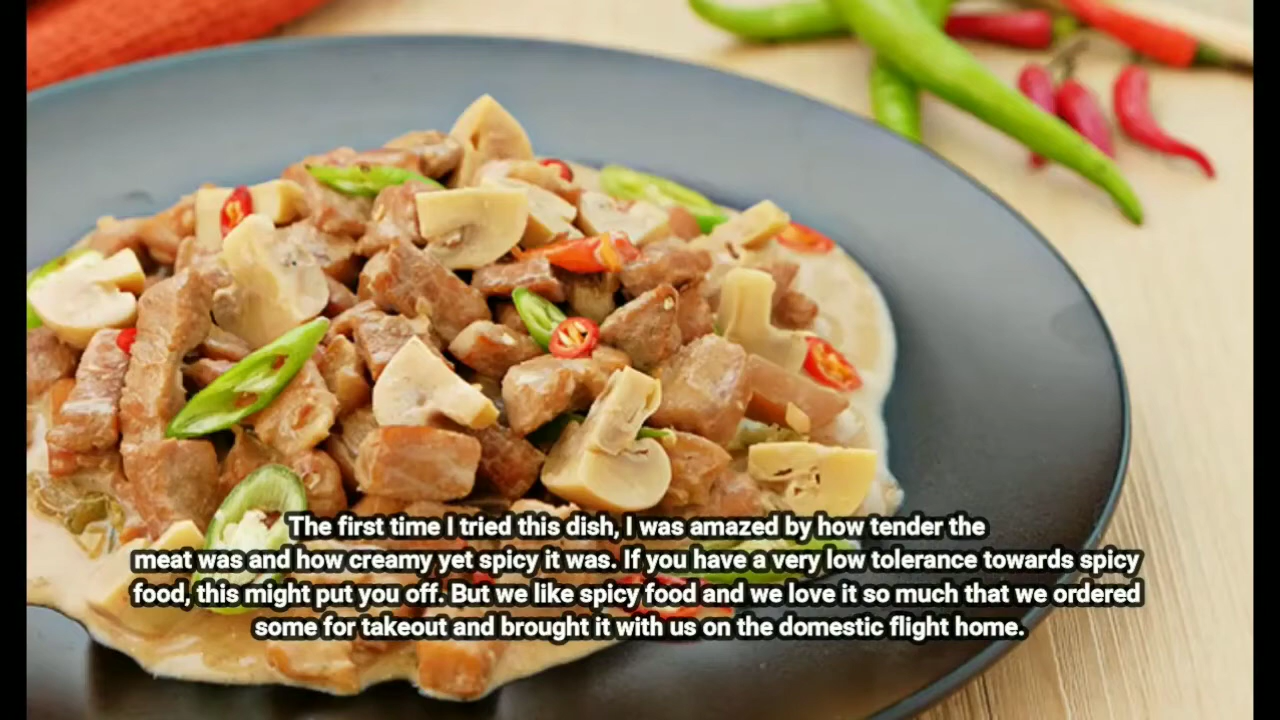 The first time I tried this dish, I was amazed by how tender the
meat was and how creamy yet spicy it was. If you have a very low tolerance towards spicy
food, this might put you off. But we like spicy food and we love it so much that we ordered
some for takeout and brought it with us on the domestic flight home.